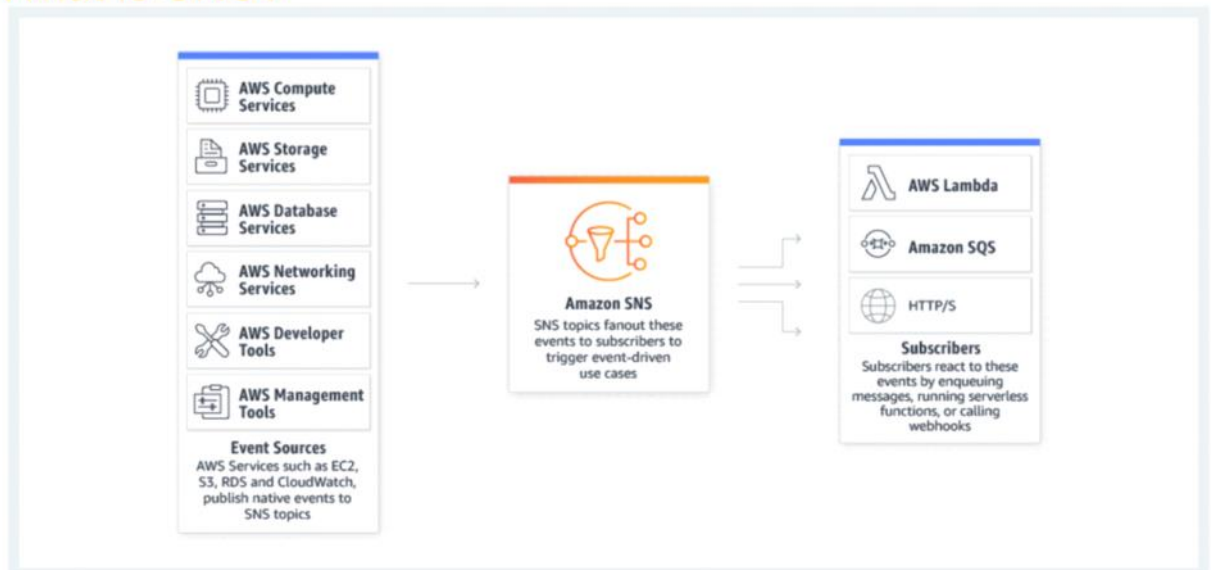 AWS Compute
Services
AWS Storage
Services
AWS Database
Services
AWS Networking
Services
AWS Developer
Tools
AWS Management
Tools
Event Sources
AWS Services such as EC2,
S3, RDS and CloudWatch,
publish native events to
SNS topics
Amazon SNS
SNS topics fanout these
events to subscribers to
trigger event-driven
use cases
AWS Lambda
Amazon SQS
HTTP/S
Subscribers
Subscribers react to these
events by enqueuing
messages, running serverless
functions, or calling
webhooks